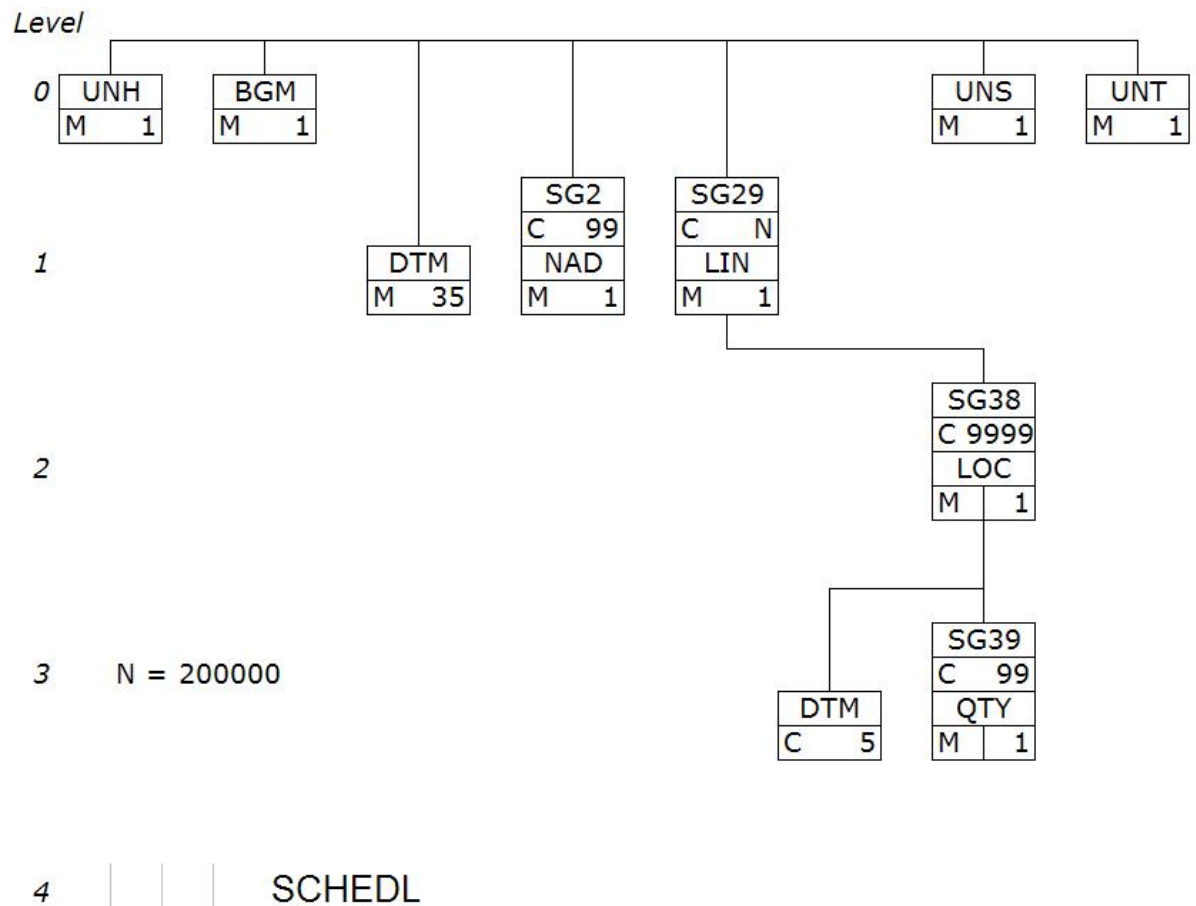 Level
0 UNH BGM UNS UNT
M 1 M 1 M 1 M 1
SG2 SG29
C 99 C N
1 DTM NAD LIN
M 35 M 1 M 1
SG38
C 9999
2 LOC
M 1
SG39
3 N = 200000 C 99
DTM QTY
C 5 M 1
4 SCHEDL